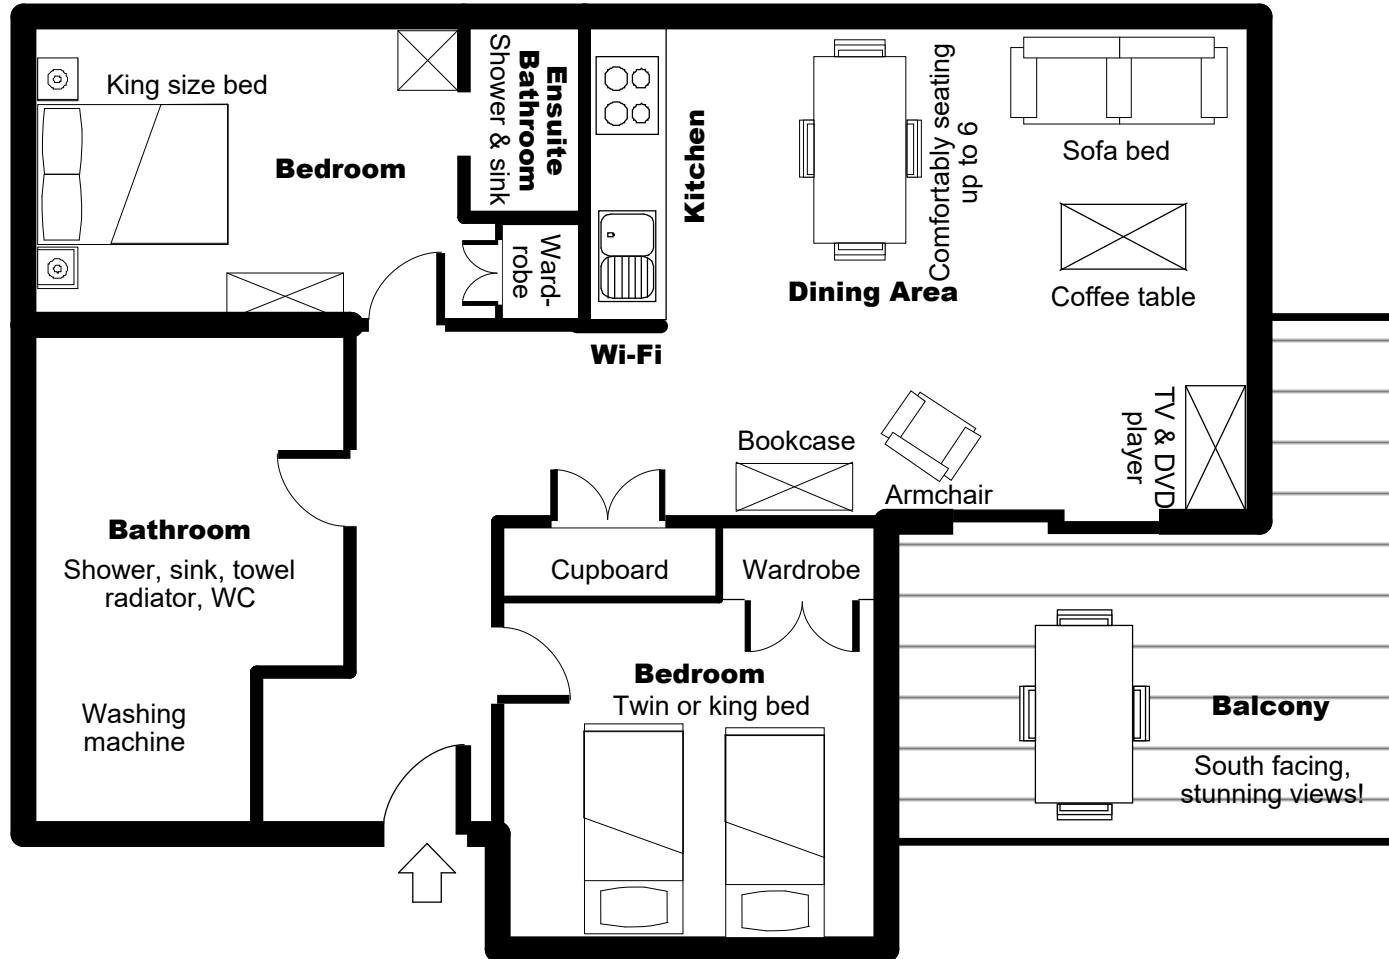 King size bed
Bedroom
Ensuite
Bathroom
Shower & sink
Ward-
robe
Kitchen
Wi-Fi
Comfortably seating
up to 6
Dining Area
Sofa bed
Coffee table
TV & DVD
player
Bookcase
Armchair
Bathroom
Shower, sink, towel
radiator, WC
Washing
machine
Cupboard
Wardrobe
Bedroom
Twin or king bed
Balcony
South facing,
stunning views!